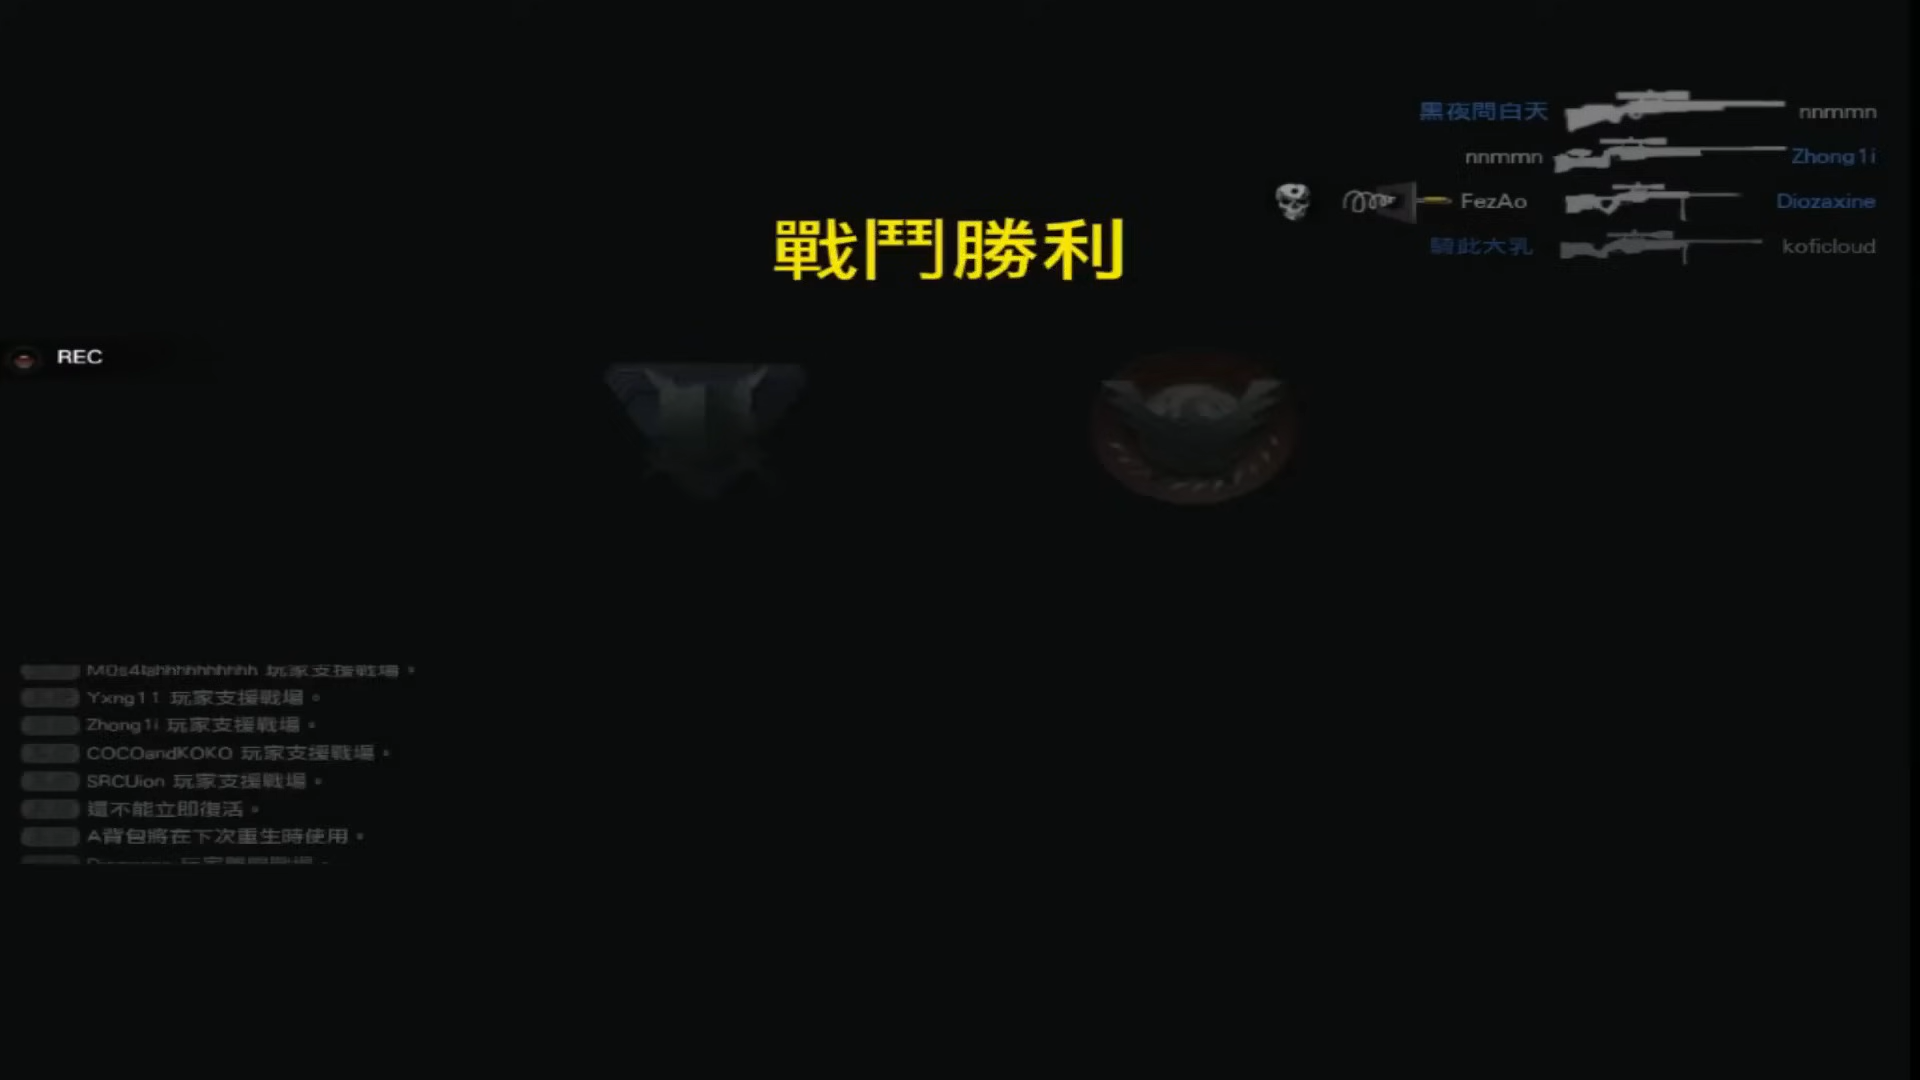 黑夜問白天 nnmmn
nnmmn Zhong1i
FezAo Diozaxine
騎此大乳 koficloud
戰鬥勝利
REC
玩家支援戰場。
Yxng11 玩家支援戰場。
Zhong1i 玩家支援戰場。
COCOandKOKO 玩家支援戰場。
SRCUion 玩家支援戰場。
還不能立即復活。
A背包將在下次重生時使用。